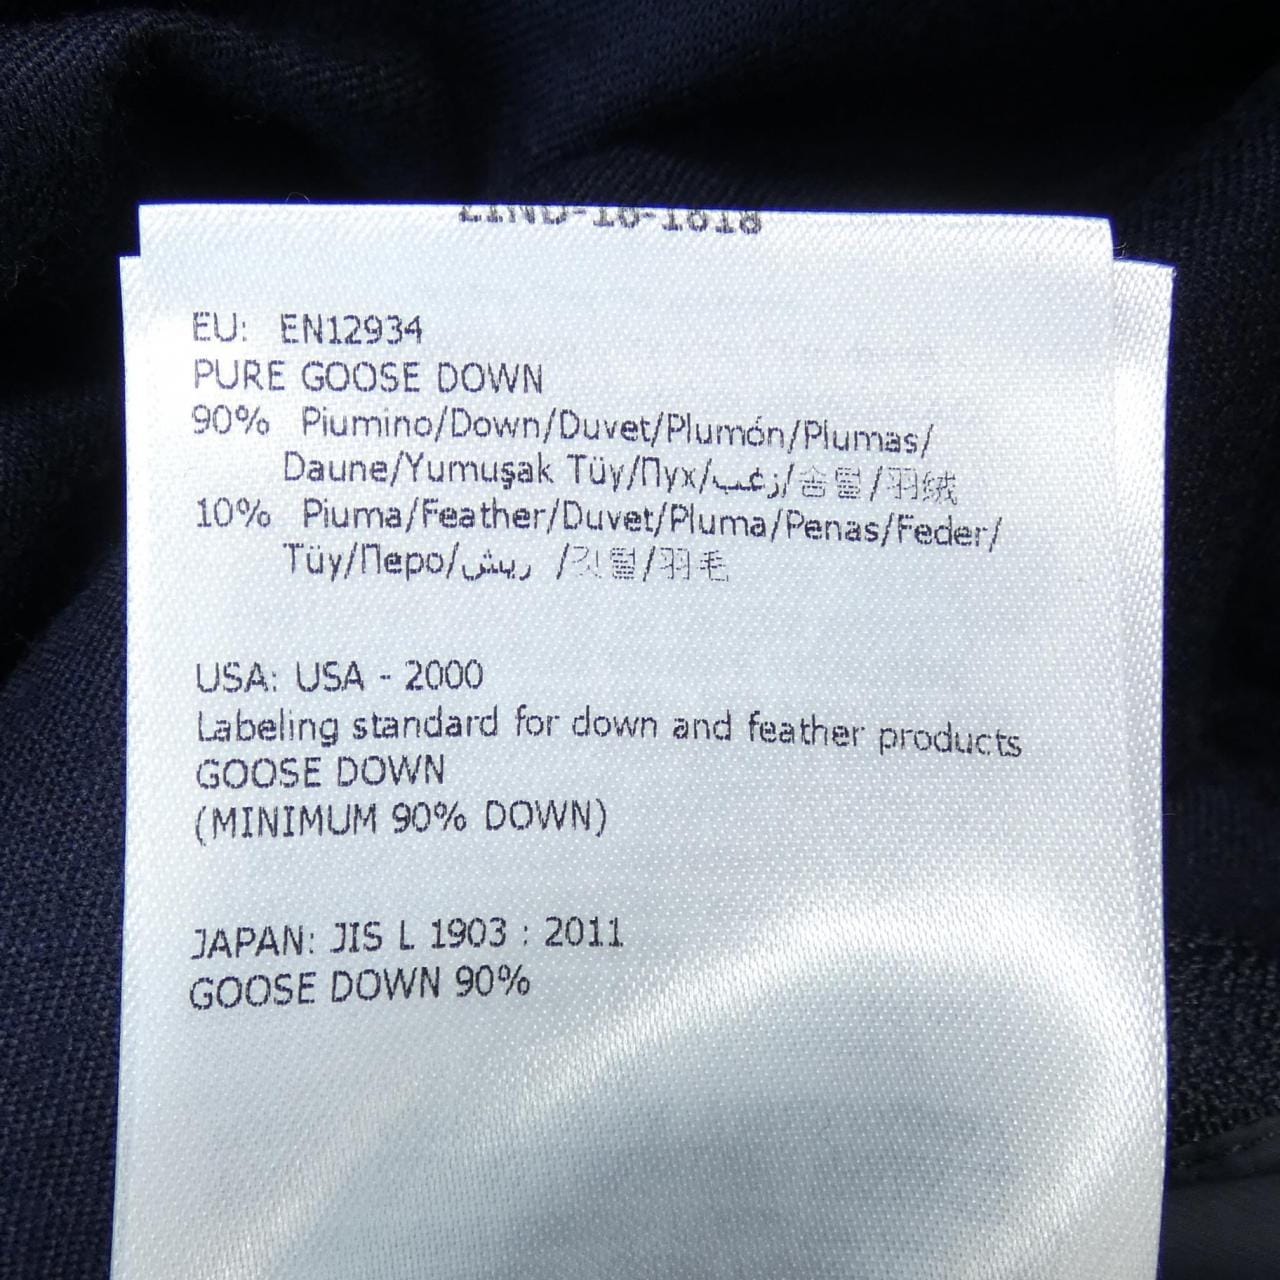 EU: EN12934
PURE GOOSE DOWN
90% Piumino/Down/Duvet/Plumón/Plumas/
Daune/Yumuşak Tüy/Пух/زغب/솜털/羽绒
10% Piuma/Feather/Duvet/Pluma/Penas/Feder/
Tüy/Перо/ريش /깃털/羽毛
USA: USA - 2000
Labeling standard for down and feather products
GOOSE DOWN
(MINIMUM 90% DOWN)
JAPAN: JIS L 1903 : 2011
GOOSE DOWN 90%